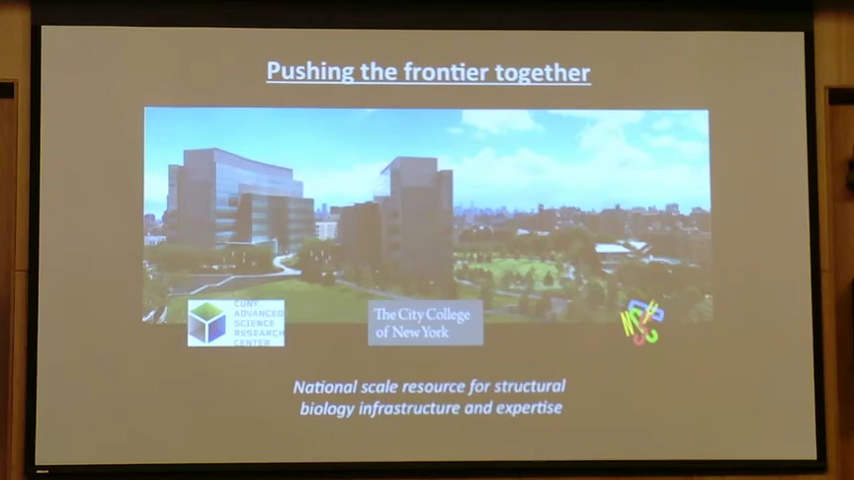 Pushing the frontier together
CUNY
ADVANCED
SCIENCE
RESEARCH
CENTER
The City College
of New York
National scale resource for structural
biology infrastructure and expertise